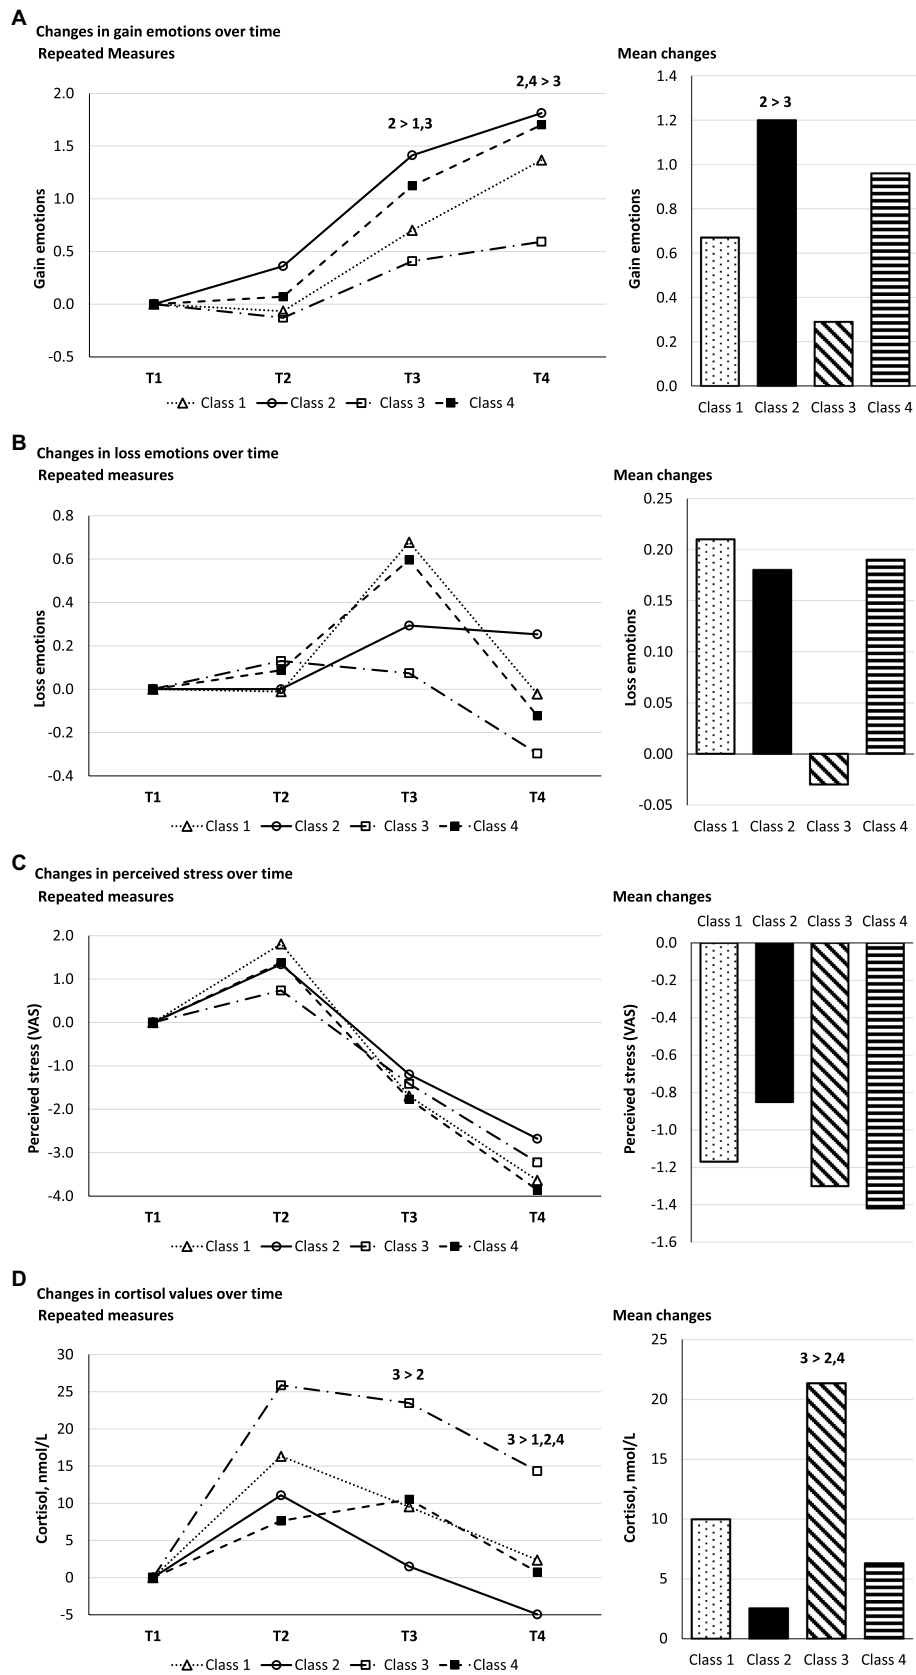 A
Changes in gain emotions over time
Repeated Measures
Mean changes
2.0
1.5
1.0
0.5
0.0
-0.5
Gain emotions
2 > 1,3
2,4 > 3
T1 T2 T3 T4
Class 1 Class 2 Class 3 Class 4
1.4
1.2
1.0
0.8
0.6
0.4
0.2
0.0
Gain emotions
2 > 3
Class 1 Class 2 Class 3 Class 4
B
Changes in loss emotions over time
Repeated measures
Mean changes
0.8
0.6
0.4
0.2
0.0
-0.2
-0.4
Loss emotions
T1 T2 T3 T4
Class 1 Class 2 Class 3 Class 4
0.25
0.20
0.15
0.10
0.05
0.00
-0.05
Loss emotions
Class 1 Class 2 Class 3 Class 4
C
Changes in perceived stress over time
Repeated measures
Mean changes
2.0
1.0
0.0
-1.0
-2.0
-3.0
-4.0
Perceived stress (VAS)
T1 T2 T3 T4
Class 1 Class 2 Class 3 Class 4
Class 1 Class 2 Class 3 Class 4
0.0
-0.2
-0.4
-0.6
-0.8
-1.0
-1.2
-1.4
-1.6
Perceived stress (VAS)
D
Changes in cortisol values over time
Repeated measures
Mean changes
30
25
20
15
10
5
0
-5
Cortisol, nmol/L
3 > 2
3 > 1,2,4
T1 T2 T3 T4
Class 1 Class 2 Class 3 Class 4
25
20
15
10
5
0
Cortisol, nmol/L
3 > 2,4
Class 1 Class 2 Class 3 Class 4